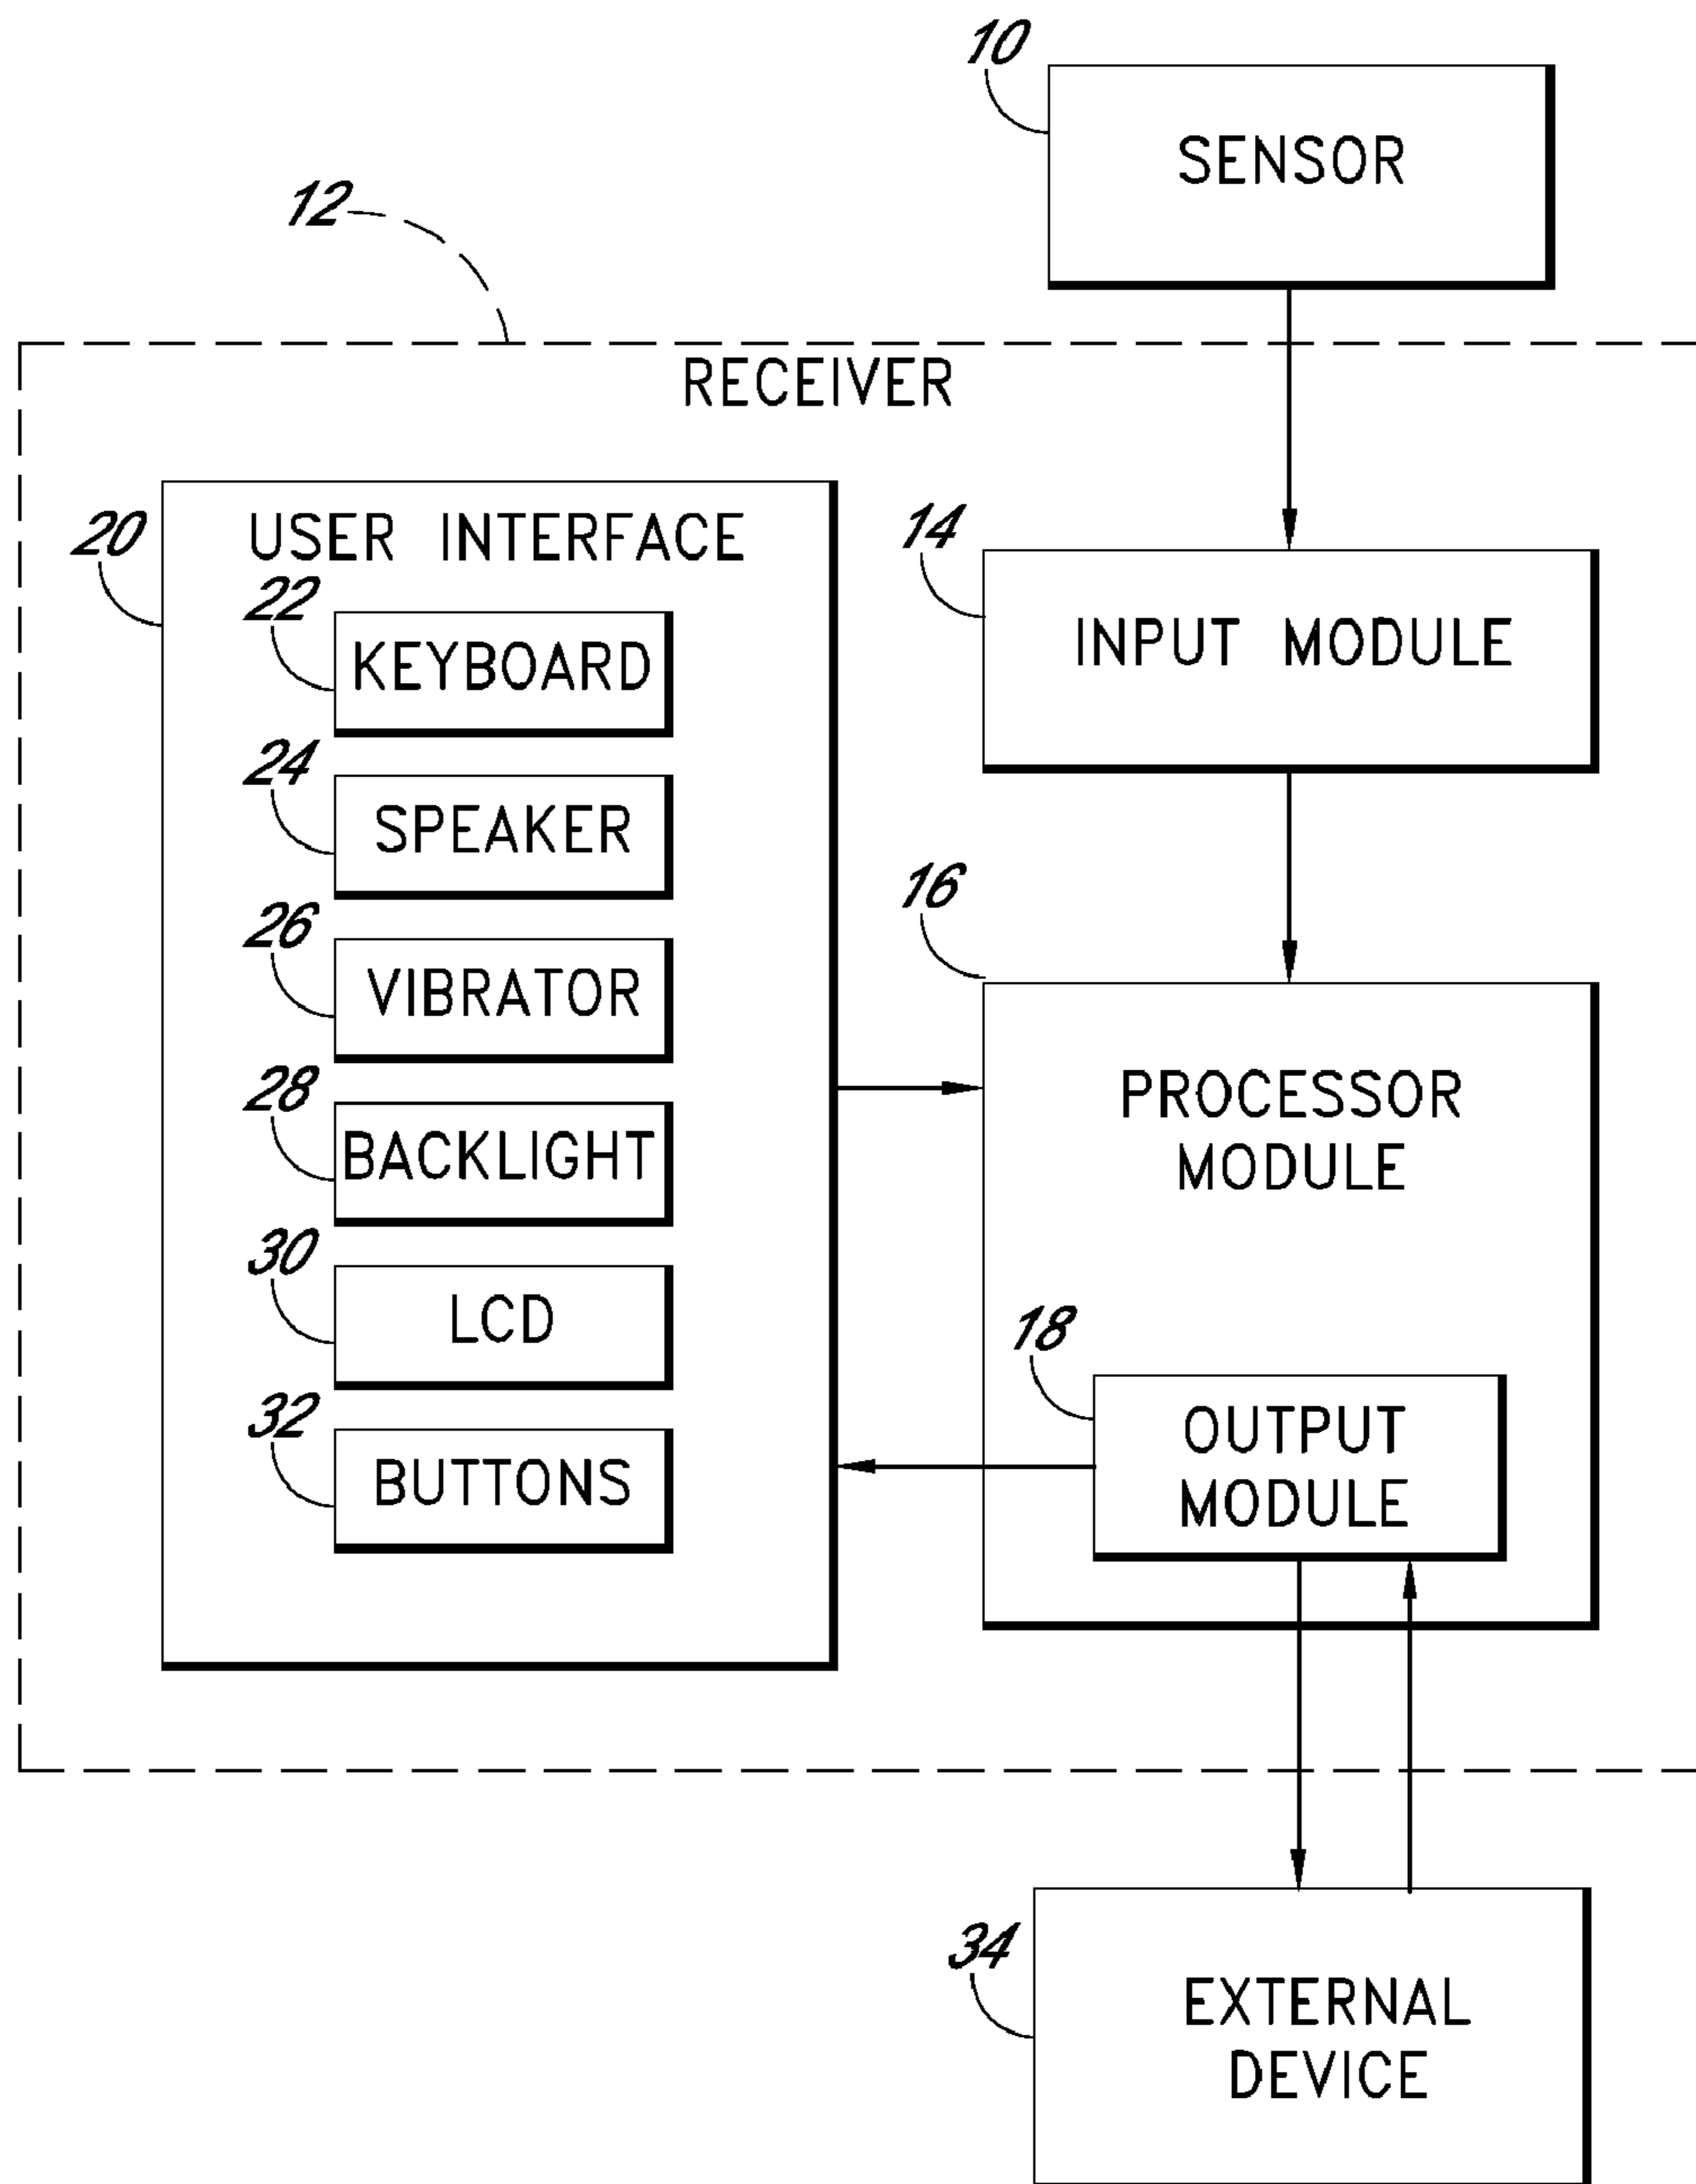 10
SENSOR
12
RECEIVER
20
USER INTERFACE
22
KEYBOARD
24
SPEAKER
26
VIBRATOR
28
BACKLIGHT
30
LCD
32
BUTTONS
14
INPUT MODULE
16
PROCESSOR
MODULE
18
OUTPUT
MODULE
34
EXTERNAL
DEVICE